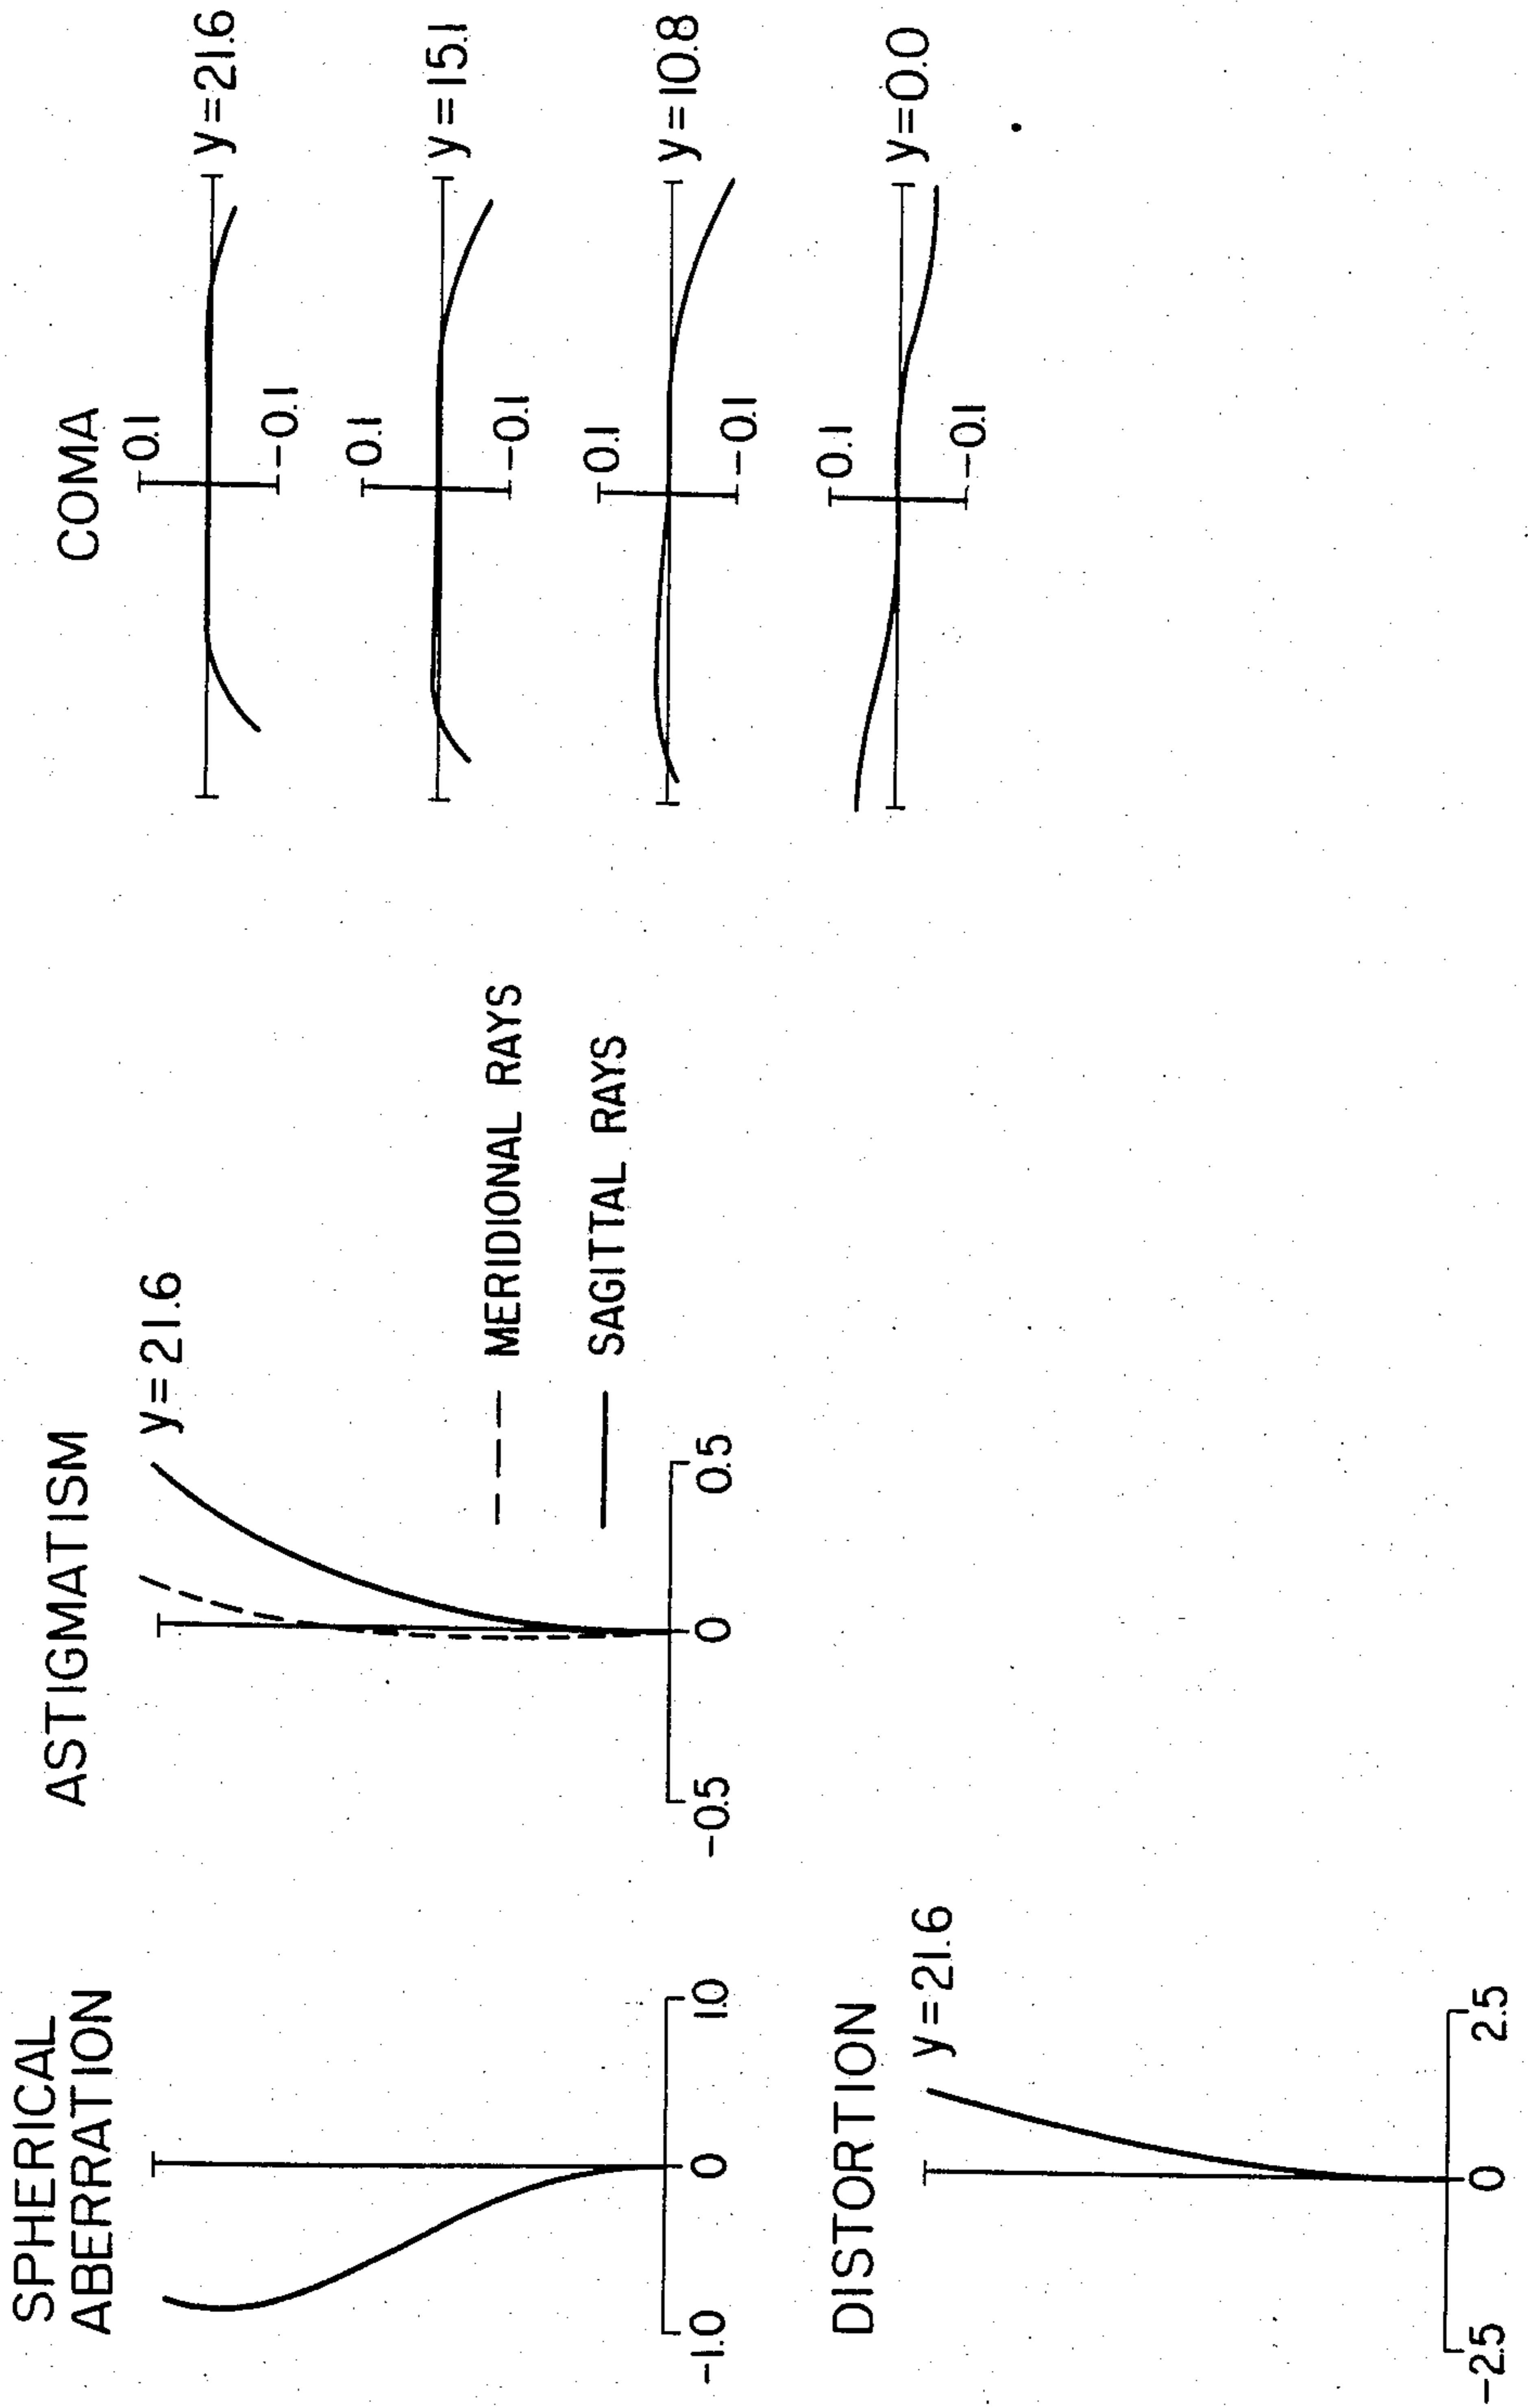 SPHERICAL
ABERRATION
-1.0 0 1.0
ASTIGMATISM
y=21.6
-0.5 0 0.5
--- MERIDIONAL RAYS
— SAGITTAL RAYS
COMA
0.1
y=21.6
-0.1
0.1
y=15.1
-0.1
0.1
y=10.8
-0.1
0.1
y=0.0
-0.1
DISTORTION
y=21.6
-2.5 0 2.5